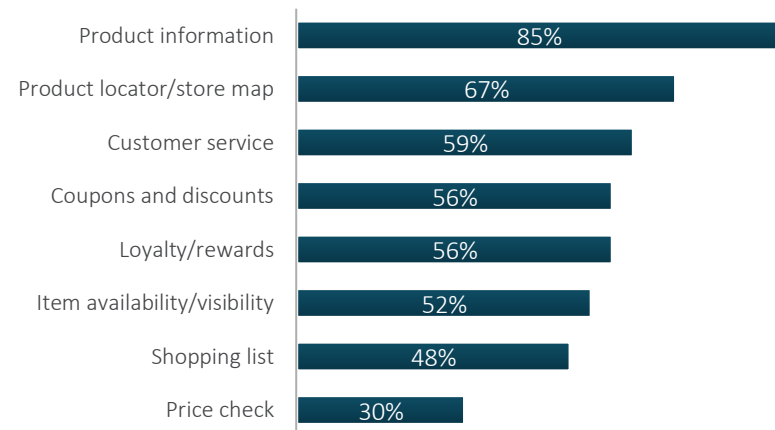 Product information 85%
Product locator/store map 67%
Customer service 59%
Coupons and discounts 56%
Loyalty/rewards 56%
Item availability/visibility 52%
Shopping list 48%
Price check 30%